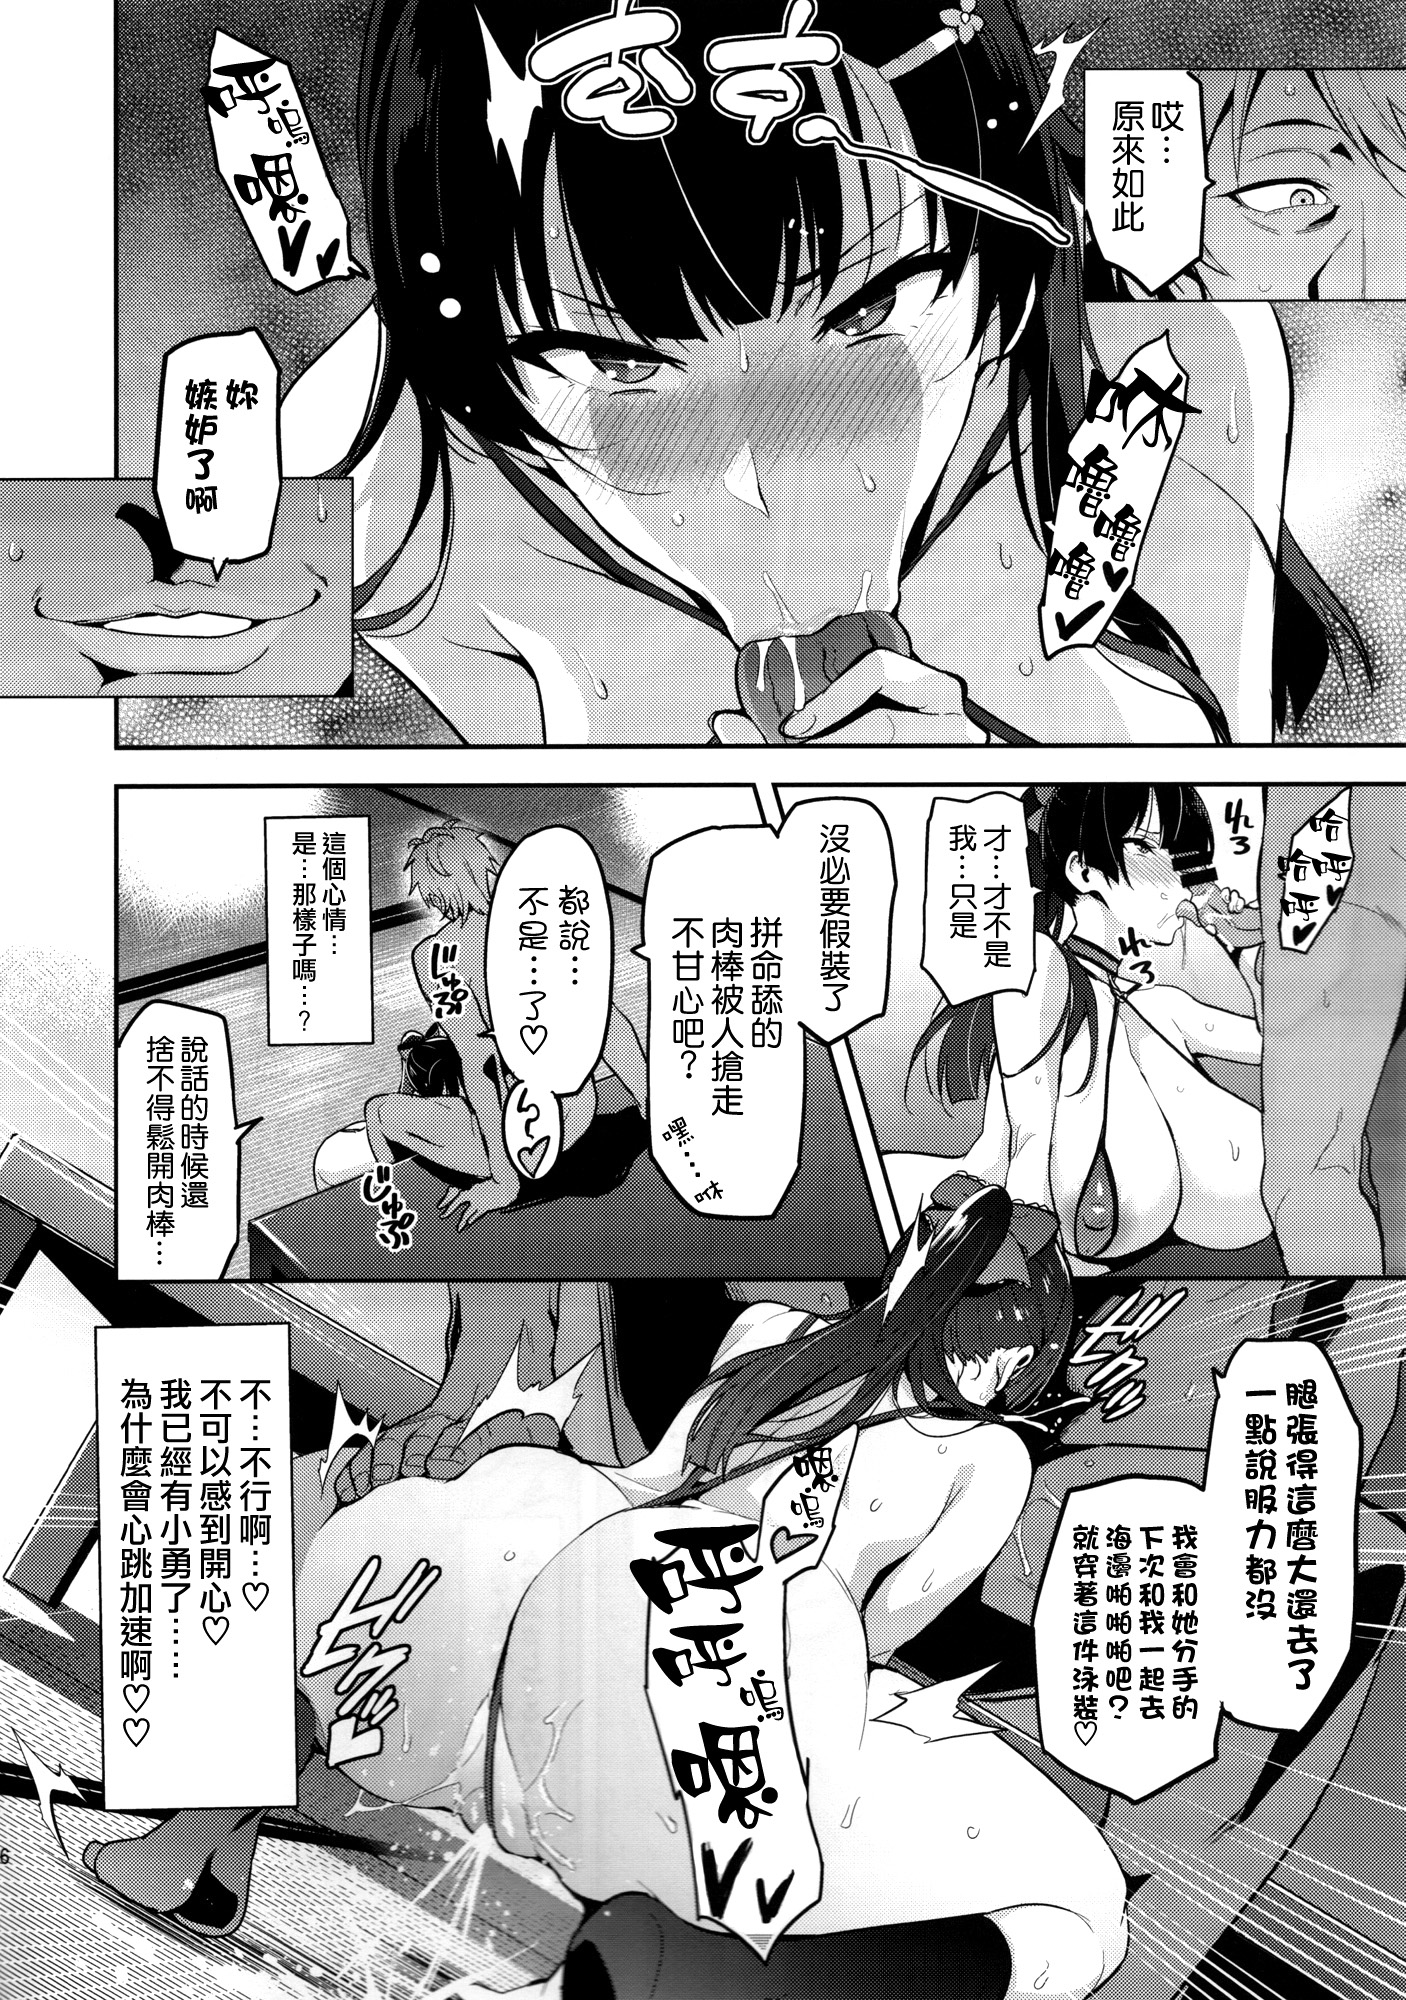 哎…
原來如此
すす
むむ
呼嗚
嗯♥♥
咻
嚕嚕♥
嚕嚕♥
妳
嫉妒了啊
哈呼
哈呼♡
才…才不是
我…只是
れろ
れろ
沒必要假裝了
拼命舔的
肉棒被人搶走
不甘心吧？
嘿…
都說…
不是…了♡
ん〜♡
じゅぷ
じゅぷ
這個心情…
是…那樣子嗎…？
說話的時候還
捨不得鬆開肉棒…
腿張得這麼大還去了
一點說服力都沒
我會和她分手的
下次和我一起去
海邊啪啪啪吧？
就穿著這件泳裝♡
嗯嗚♡
呼呼嗚
嗯♥♥
不…不行啊…♡
不可以感到開心♡
我已經有小勇了……
為什麼會心跳加速啊♡♡
6